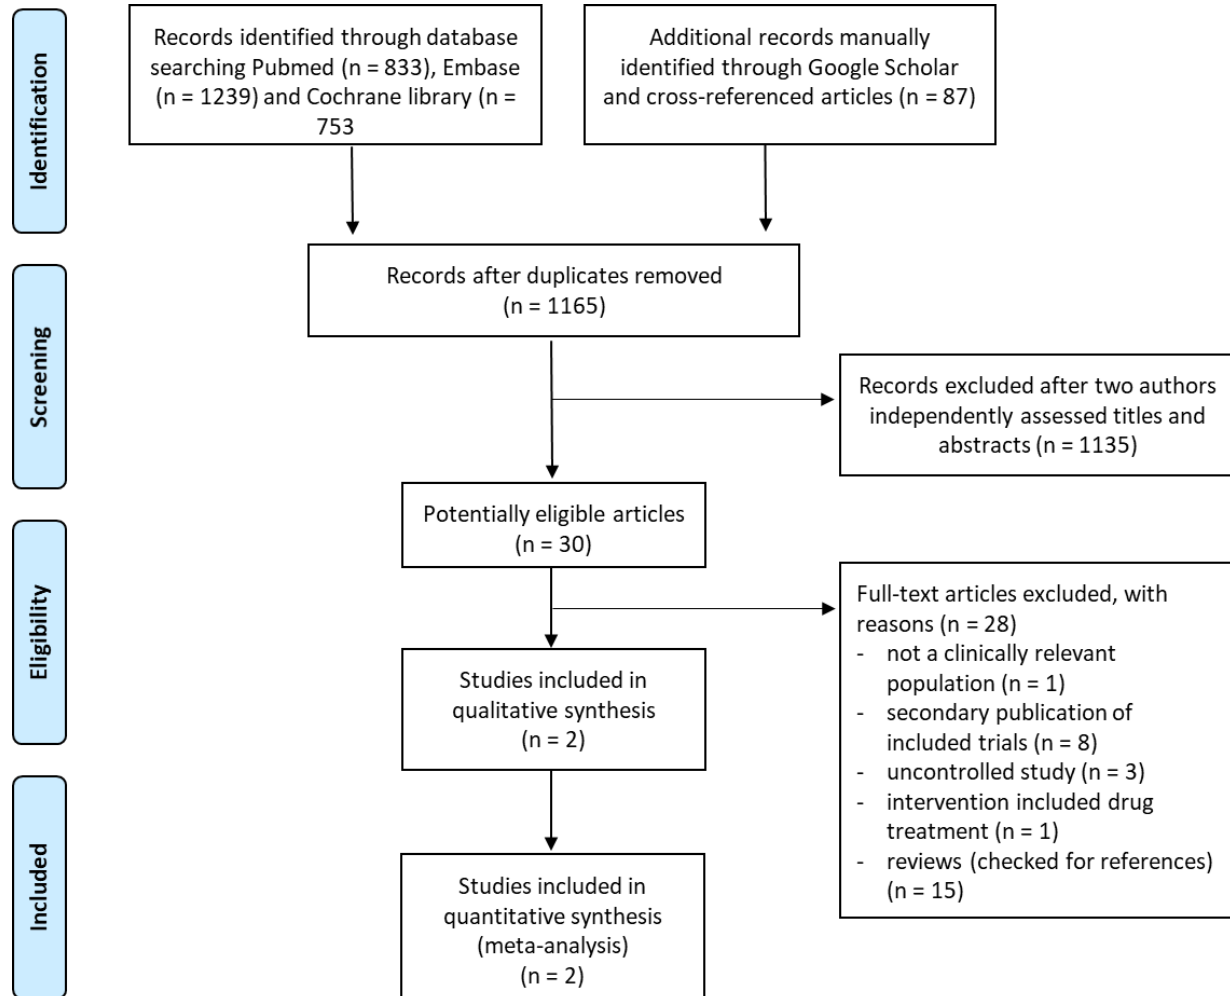 Identification
Records identified through database
searching Pubmed (n = 833), Embase
(n = 1239) and Cochrane library (n =
753
Additional records manually
identified through Google Scholar
and cross-referenced articles (n = 87)
Screening
Records after duplicates removed
(n = 1165)
Records excluded after two authors
independently assessed titles and
abstracts (n = 1135)
Eligibility
Potentially eligible articles
(n = 30)
Full-text articles excluded, with
reasons (n = 28)
- not a clinically relevant
population (n = 1)
- secondary publication of
included trials (n = 8)
- uncontrolled study (n = 3)
- intervention included drug
treatment (n = 1)
- reviews (checked for references)
(n = 15)
Studies included in
qualitative synthesis
(n = 2)
Included
Studies included in
quantitative synthesis
(meta-analysis)
(n = 2)